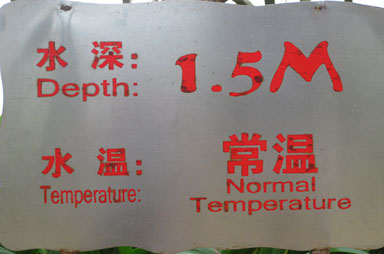 水 深: 1.5M
Depth:
水 温: 常温
Temperature: Normal
Temperature